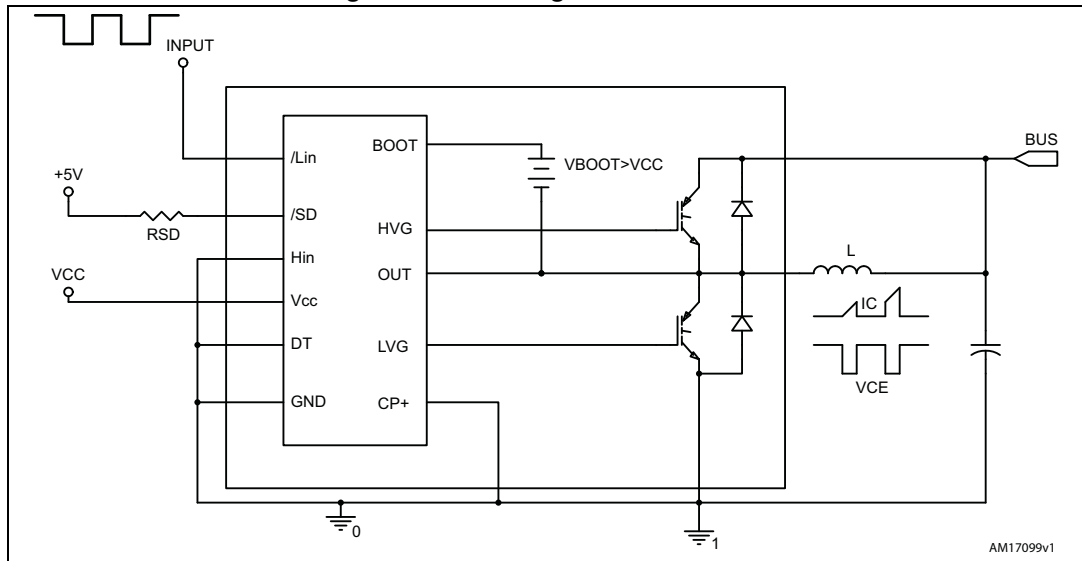 INPUT
BUS
/Lin
BOOT
VBOOT>VCC
+5V
/SD
RSD
HVG
Hin
L
VCC
OUT
Vcc
IC
DT
LVG
VCE
GND
CP+
0
1
AM17099v1